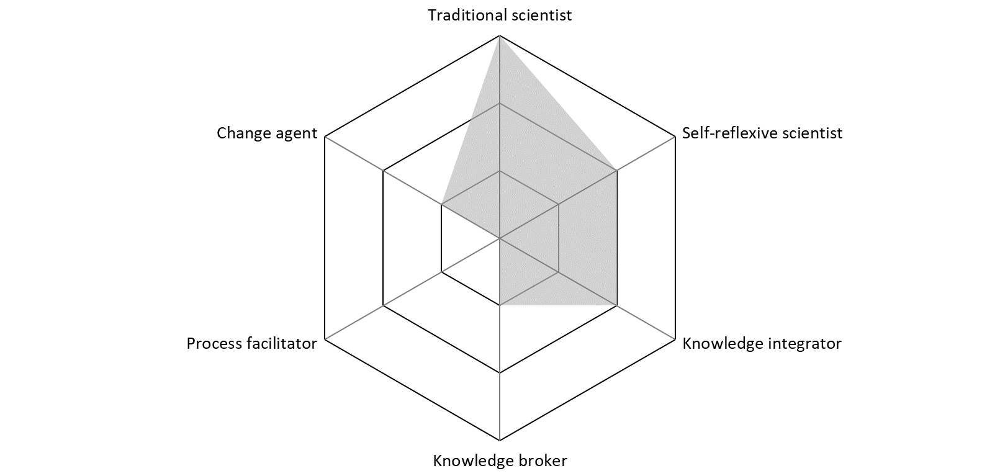 Traditional scientist
Change agent
Self-reflexive scientist
Process facilitator
Knowledge integrator
Knowledge broker